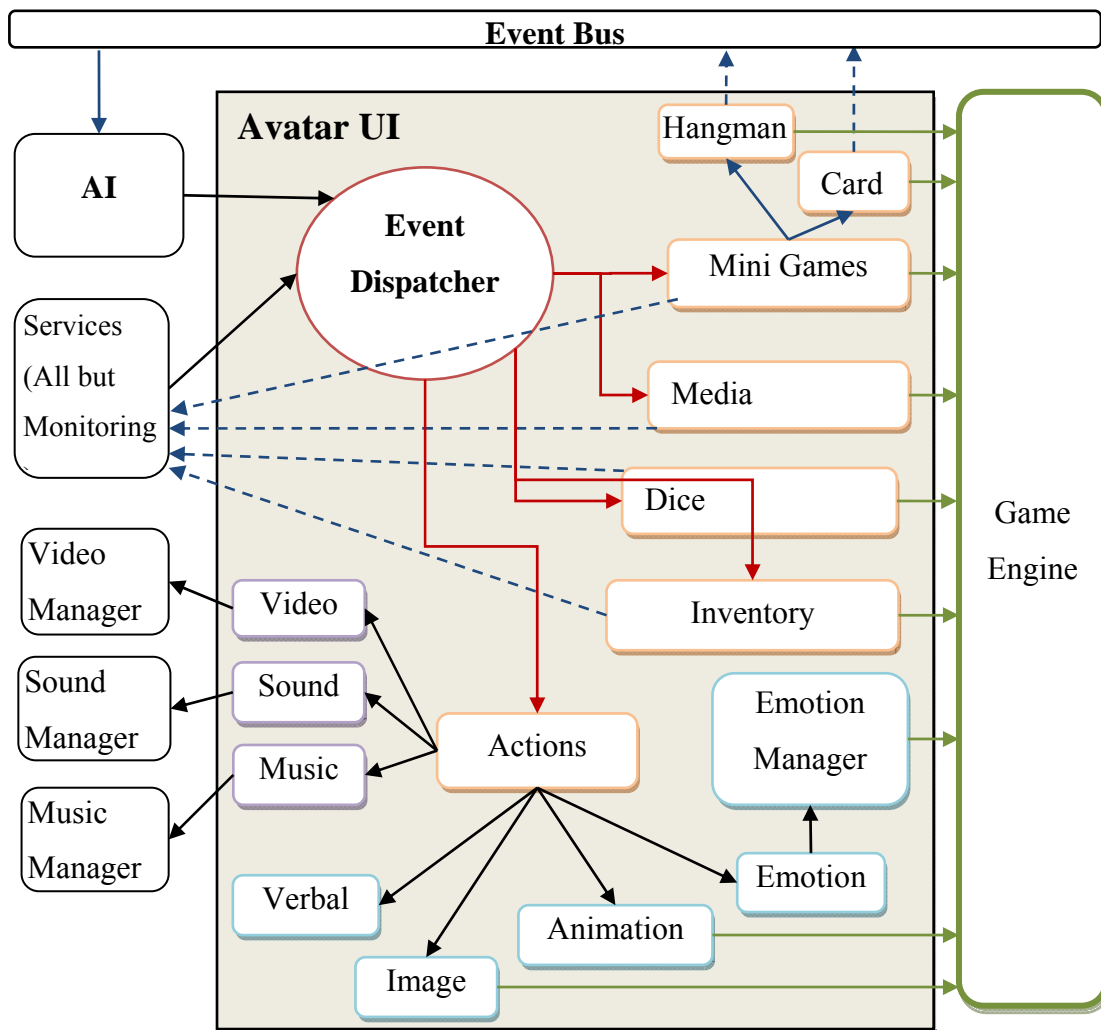 Event Bus
Avatar UI
Hangman
AI
Card
Event
Dispatcher
Mini Games
Services
(All but
Monitoring
Media
Dice
Game
Engine
Video
Manager
Video
Inventory
Sound
Manager
Sound
Emotion
Manager
Actions
Music
Music
Manager
Verbal
Emotion
Animation
Image